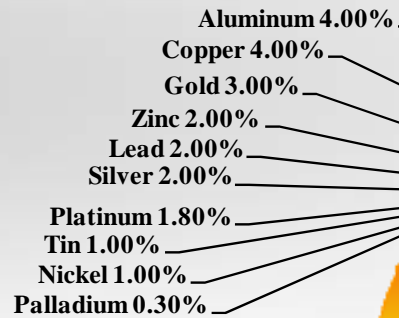 Aluminum 4.00%
Copper 4.00%
Gold 3.00%
Zinc 2.00%
Lead 2.00%
Silver 2.00%
Platinum 1.80%
Tin 1.00%
Nickel 1.00%
Palladium 0.30%